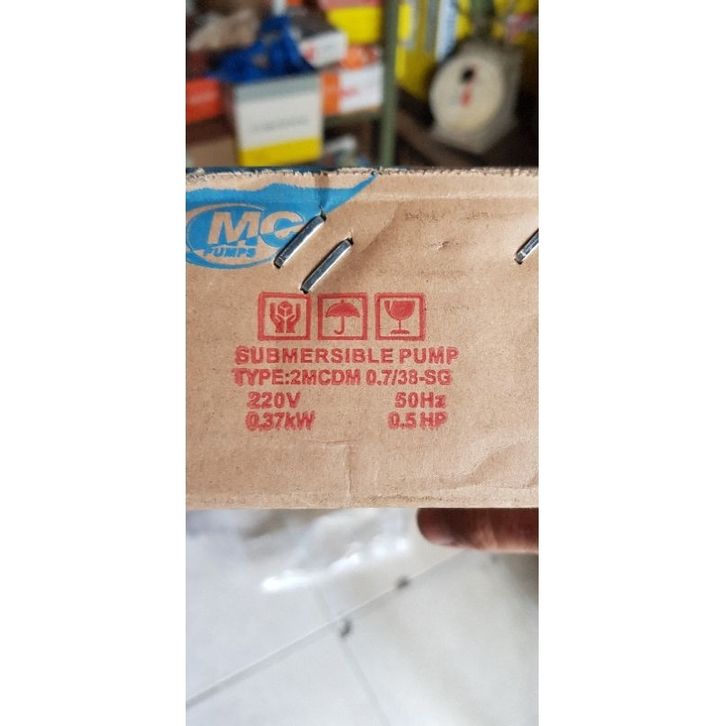 MC
PUMPS
SUBMERSIBLE PUMP
TYPE:2MCDM 0.7/38-SG
220V 50Hz
0.37kW 0.5 HP